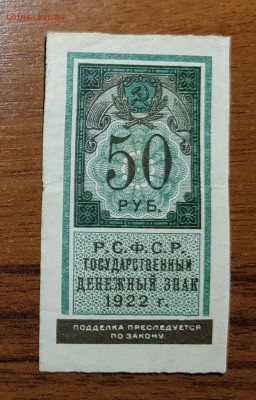 50
РУБ.
Р.С.Ф.С.Р.
ГОСУДАРСТВЕННЫЙ
ДЕНЕЖНЫЙ ЗНАК
1922 г.
ПОДДЕЛКА ПРЕСЛЕДУЕТСЯ
ПО ЗАКОНУ.